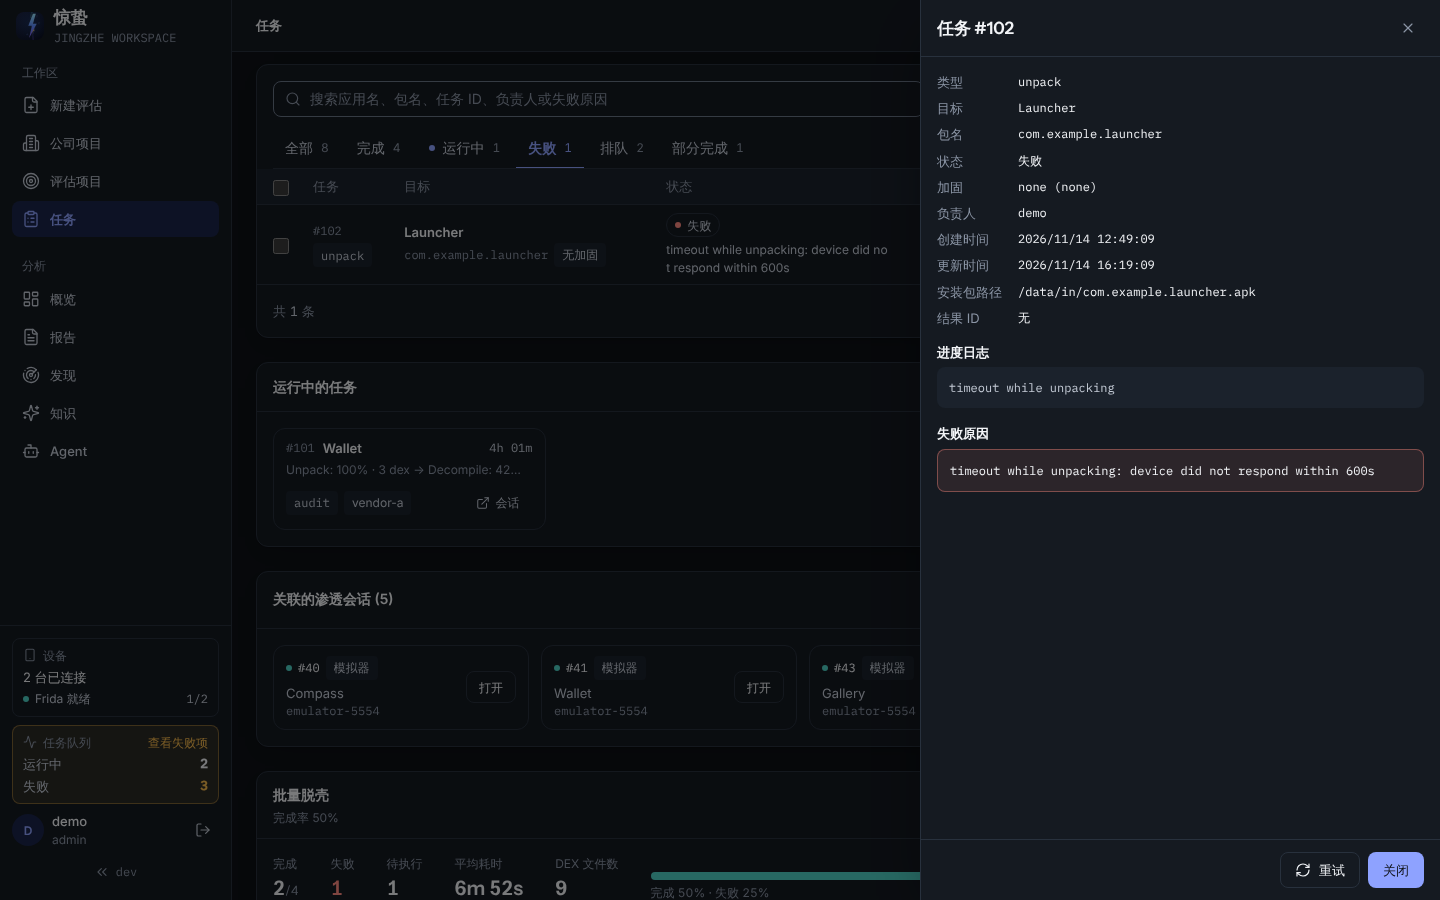 惊蛰
JINGZHE WORKSPACE
工作区
新建评估
公司项目
评估项目
任务
分析
概览
报告
发现
知识
Agent
设备
2 台已连接
Frida 就绪 1/2
任务队列 查看失败项
运行中 2
失败 3
D
demo
admin
dev
任务
搜索应用名、包名、任务 ID、负责人或失败原因
全部 8 完成 4 运行中 1 失败 1 排队 2 部分完成 1
任务 目标 状态
#102
unpack
Launcher
com.example.launcher 无加固
失败
timeout while unpacking: device did no
t respond within 600s
共 1 条
运行中的任务
#101 Wallet 4h 01m
Unpack: 100% · 3 dex → Decompile: 42...
audit vendor-a 会话
关联的渗透会话 (5)
#40 模拟器
Compass
emulator-5554
打开
#41 模拟器
Wallet
emulator-5554
打开
#43 模拟器
Gallery
emulator-5554
批量脱壳
完成率 50%
完成 失败 待执行 平均耗时 DEX 文件数
2/4 1 1 6m 52s 9
完成 50% · 失败 25%
任务 #102
类型 unpack
目标 Launcher
包名 com.example.launcher
状态 失败
加固 none (none)
负责人 demo
创建时间 2026/11/14 12:49:09
更新时间 2026/11/14 16:19:09
安装包路径 /data/in/com.example.launcher.apk
结果 ID 无
进度日志
timeout while unpacking
失败原因
timeout while unpacking: device did not respond within 600s
重试 关闭